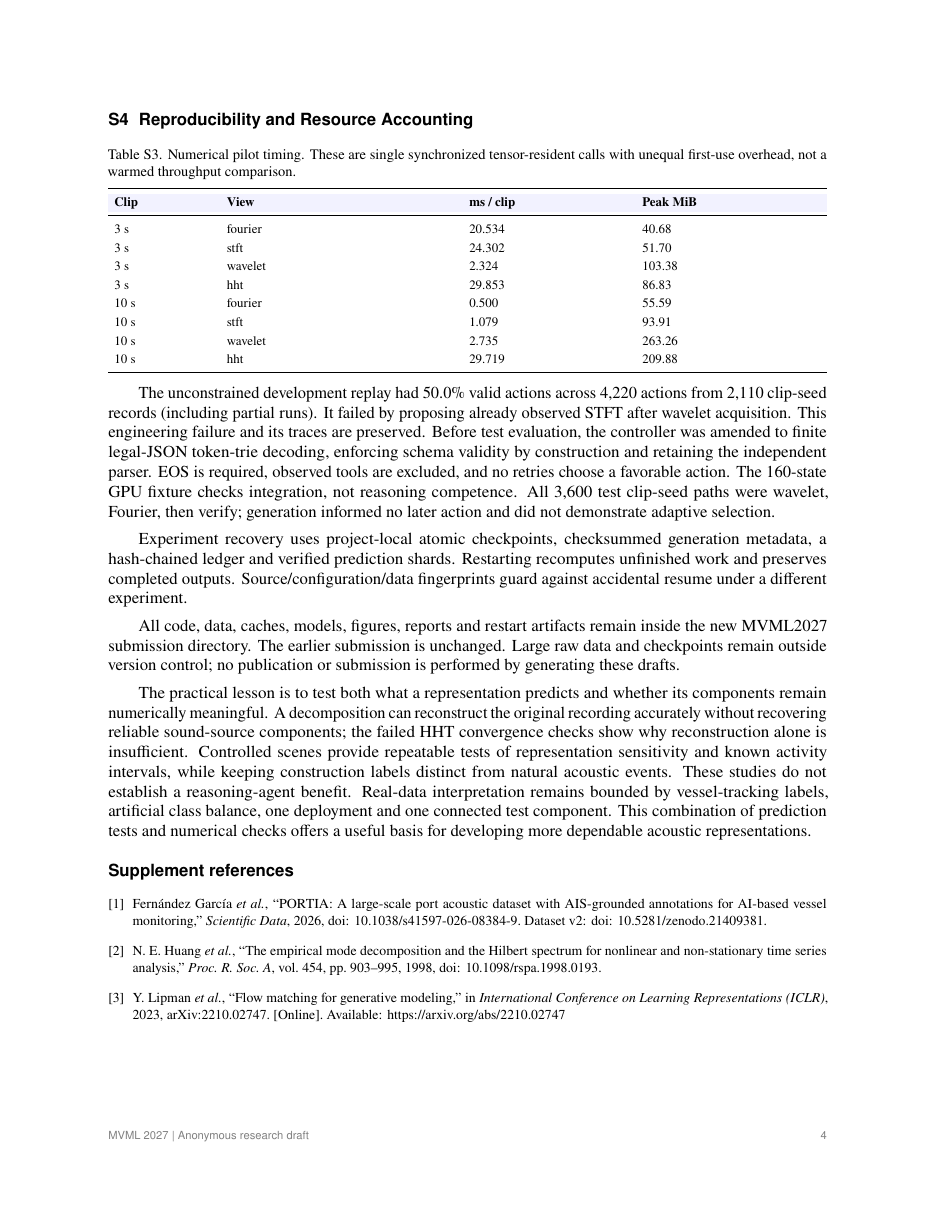 S4 Reproducibility and Resource Accounting
Table S3. Numerical pilot timing. These are single synchronized tensor-resident calls with unequal first-use overhead, not a
warmed throughput comparison.
Clip View ms / clip Peak MiB
3 s fourier 20.534 40.68
3 s stft 24.302 51.70
3 s wavelet 2.324 103.38
3 s hht 29.853 86.83
10 s fourier 0.500 55.59
10 s stft 1.079 93.91
10 s wavelet 2.735 263.26
10 s hht 29.719 209.88
The unconstrained development replay had 50.0% valid actions across 4,220 actions from 2,110 clip-seed
records (including partial runs). It failed by proposing already observed STFT after wavelet acquisition. This
engineering failure and its traces are preserved. Before test evaluation, the controller was amended to finite
legal-JSON token-trie decoding, enforcing schema validity by construction and retaining the independent
parser. EOS is required, observed tools are excluded, and no retries choose a favorable action. The 160-state
GPU fixture checks integration, not reasoning competence. All 3,600 test clip-seed paths were wavelet,
Fourier, then verify; generation informed no later action and did not demonstrate adaptive selection.
Experiment recovery uses project-local atomic checkpoints, checksummed generation metadata, a
hash-chained ledger and verified prediction shards. Restarting recomputes unfinished work and preserves
completed outputs. Source/configuration/data fingerprints guard against accidental resume under a different
experiment.
All code, data, caches, models, figures, reports and restart artifacts remain inside the new MVML2027
submission directory. The earlier submission is unchanged. Large raw data and checkpoints remain outside
version control; no publication or submission is performed by generating these drafts.
The practical lesson is to test both what a representation predicts and whether its components remain
numerically meaningful. A decomposition can reconstruct the original recording accurately without recovering
reliable sound-source components; the failed HHT convergence checks show why reconstruction alone is
insufficient. Controlled scenes provide repeatable tests of representation sensitivity and known activity
intervals, while keeping construction labels distinct from natural acoustic events. These studies do not
establish a reasoning-agent benefit. Real-data interpretation remains bounded by vessel-tracking labels,
artificial class balance, one deployment and one connected test component. This combination of prediction
tests and numerical checks offers a useful basis for developing more dependable acoustic representations.
Supplement references
[1] Fernández García et al., “PORTIA: A large-scale port acoustic dataset with AIS-grounded annotations for AI-based vessel
monitoring,” Scientific Data, 2026, doi: 10.1038/s41597-026-08384-9. Dataset v2: doi: 10.5281/zenodo.21409381.
[2] N. E. Huang et al., “The empirical mode decomposition and the Hilbert spectrum for nonlinear and non-stationary time series
analysis,” Proc. R. Soc. A, vol. 454, pp. 903–995, 1998, doi: 10.1098/rspa.1998.0193.
[3] Y. Lipman et al., “Flow matching for generative modeling,” in International Conference on Learning Representations (ICLR),
2023, arXiv:2210.02747. [Online]. Available: https://arxiv.org/abs/2210.02747
MVML 2027 | Anonymous research draft 4